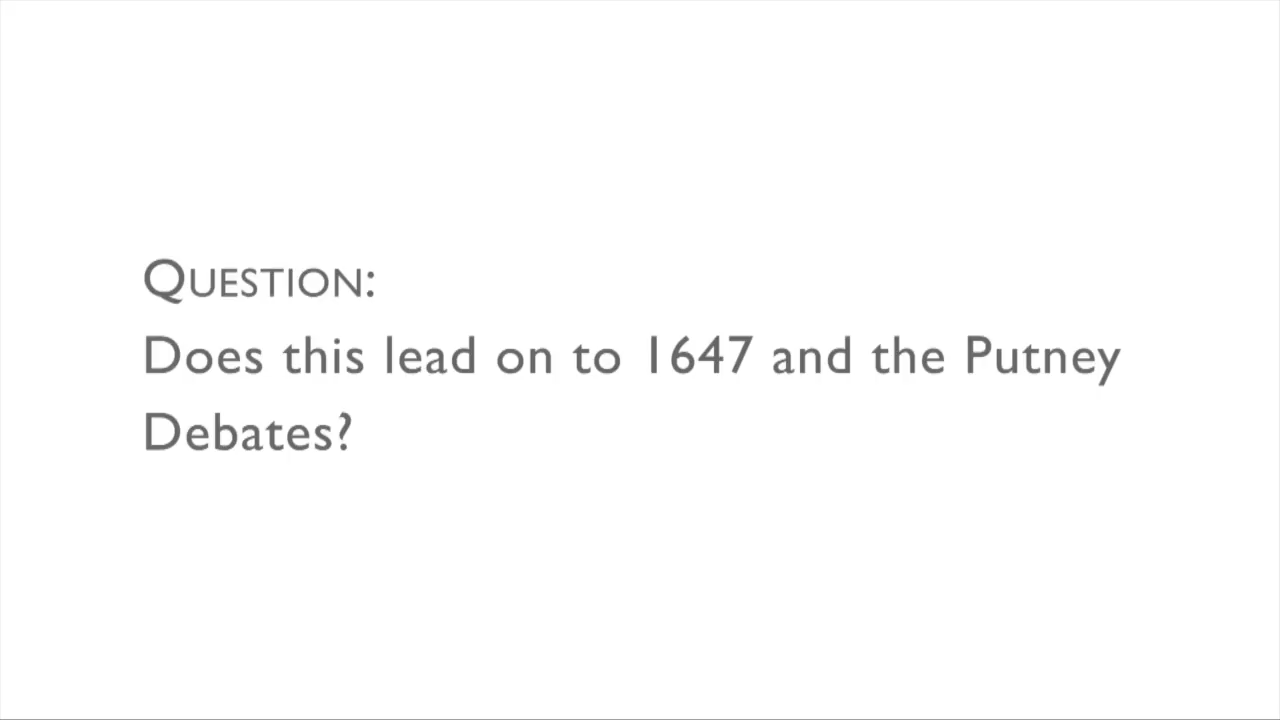 QUESTION:
Does this lead on to 1647 and the Putney
Debates?